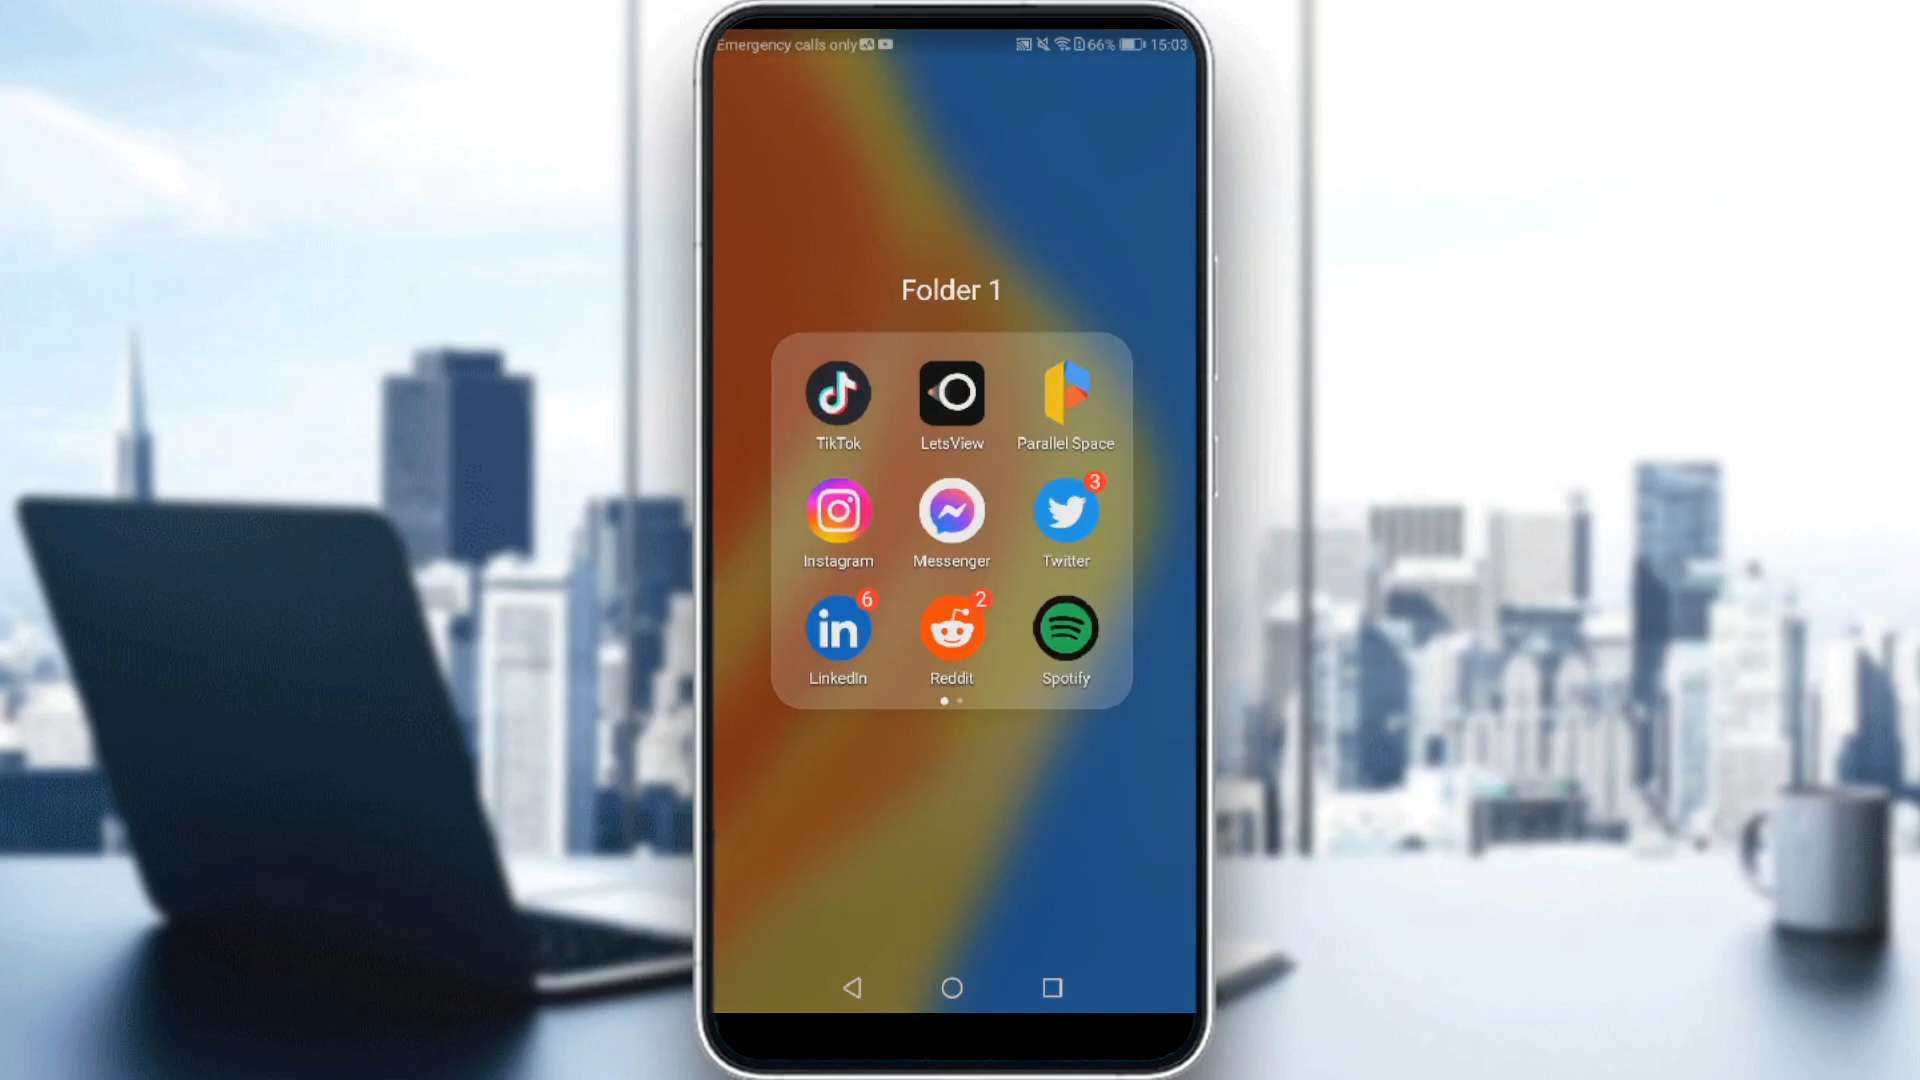 Emergency calls only 66% 15:03
Folder 1
TikTok LetsView Parallel Space
3
Instagram Messenger Twitter
in 6 2
LinkedIn Reddit Spotify